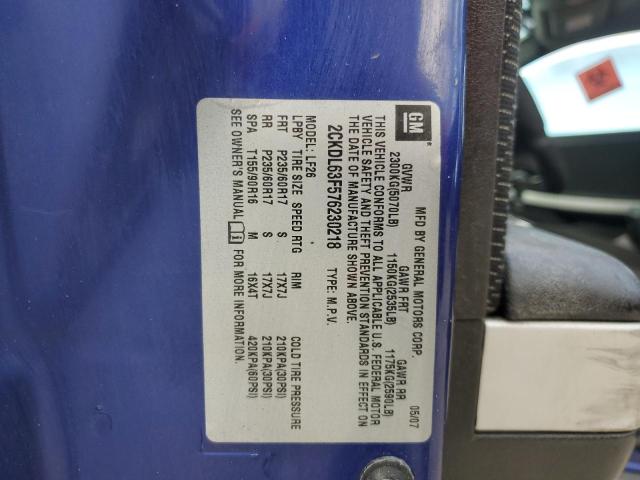 GM
MFD BY GENERAL MOTORS CORP. 05/07
GVWR GAWR FRT GAWR RR
2300KG(5070LB) 1150KG(2535LB) 1175KG(2590LB)
THIS VEHICLE CONFORMS TO ALL APPLICABLE U.S. FEDERAL MOTOR
VEHICLE SAFETY AND THEFT PREVENTION STANDARDS IN EFFECT ON
THE DATE OF MANUFACTURE SHOWN ABOVE.
2CKDL63F576230218 TYPE: M.P.V.
MODEL: LF26
LPBY TIRE SIZE SPEED RTG RIM COLD TIRE PRESSURE
FRT P235/60R17 S 17X7J 210KPA(30PSI)
RR P235/60R17 S 17X7J 210KPA(30PSI)
SPA T155/90R16 M 16X4T 420KPA(60PSI)
SEE OWNER'S MANUAL FOR MORE INFORMATION.